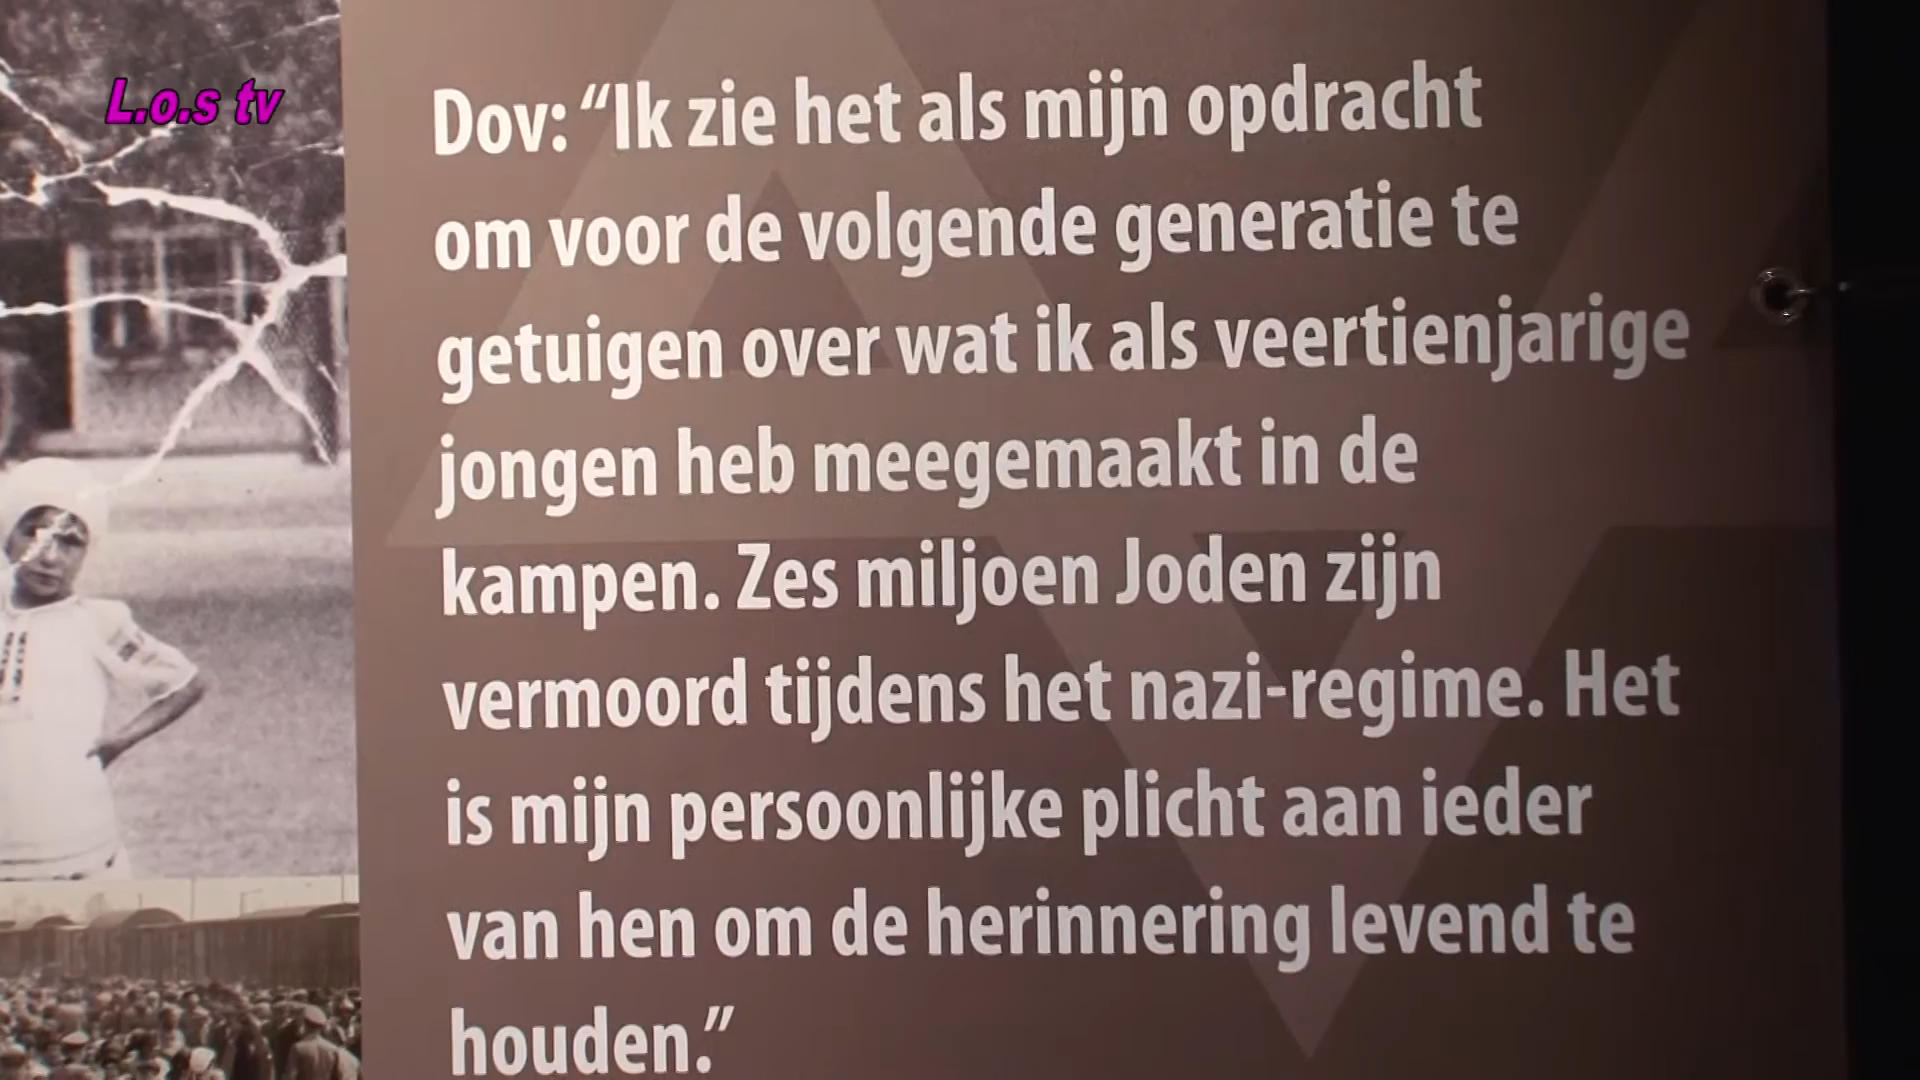 L.o.s tv
Dov: “Ik zie het als mijn opdracht
om voor de volgende generatie te
getuigen over wat ik als veertienjarige
jongen heb meegemaakt in de
kampen. Zes miljoen Joden zijn
vermoord tijdens het nazi-regime. Het
is mijn persoonlijke plicht aan ieder
van hen om de herinnering levend te
houden.”